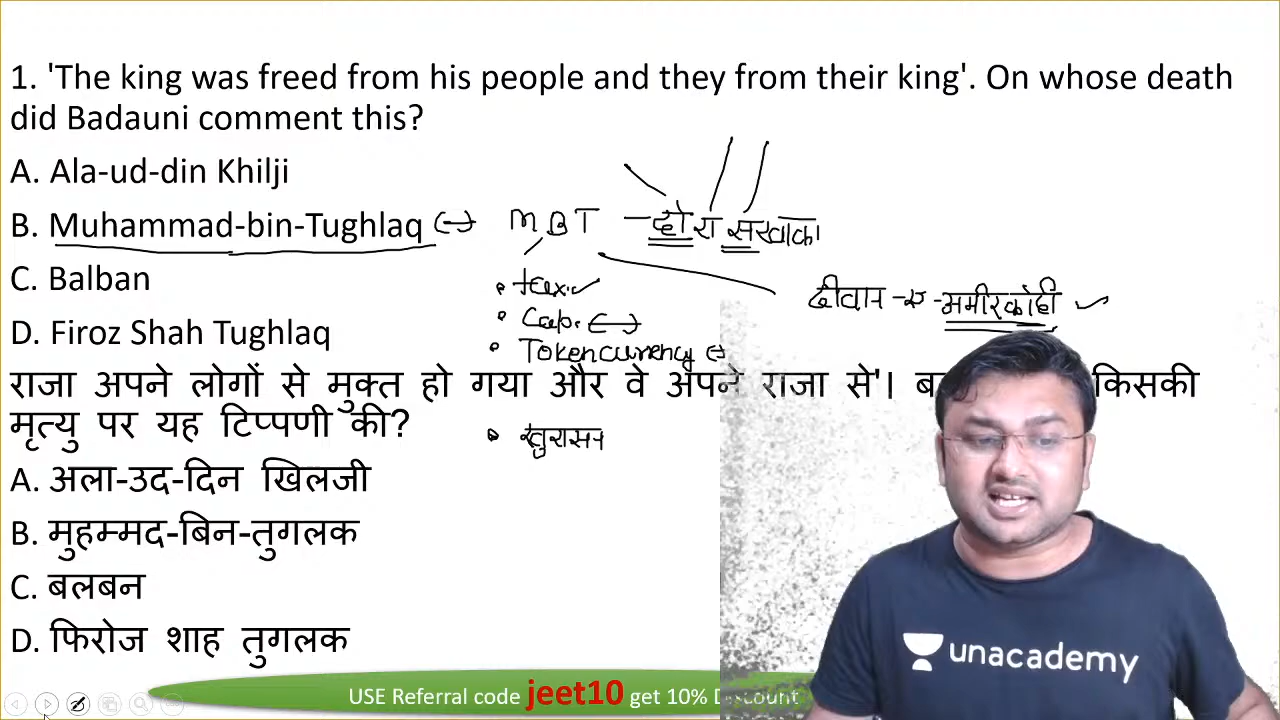 1. 'The king was freed from his people and they from their king'. On whose death
did Badauni comment this?
A. Ala-ud-din Khilji
B. Muhammad-bin-Tughlaq MBT
दीवान-ए-अमीरकोही
C. Balban
• tax
• Cap.
D. Firoz Shah Tughlaq
• Token currency
राजा अपने लोगों से मुक्त हो गया और वे अपने राजा से'। किसकी
मृत्यु पर यह टिप्पणी की?
• खुरासन
A. अला-उद-दिन खिलजी
B. मुहम्मद-बिन-तुगलक
C. बलबन
D. फिरोज शाह तुगलक
unacademy
USE Referral code jeet10 get 10% Discount